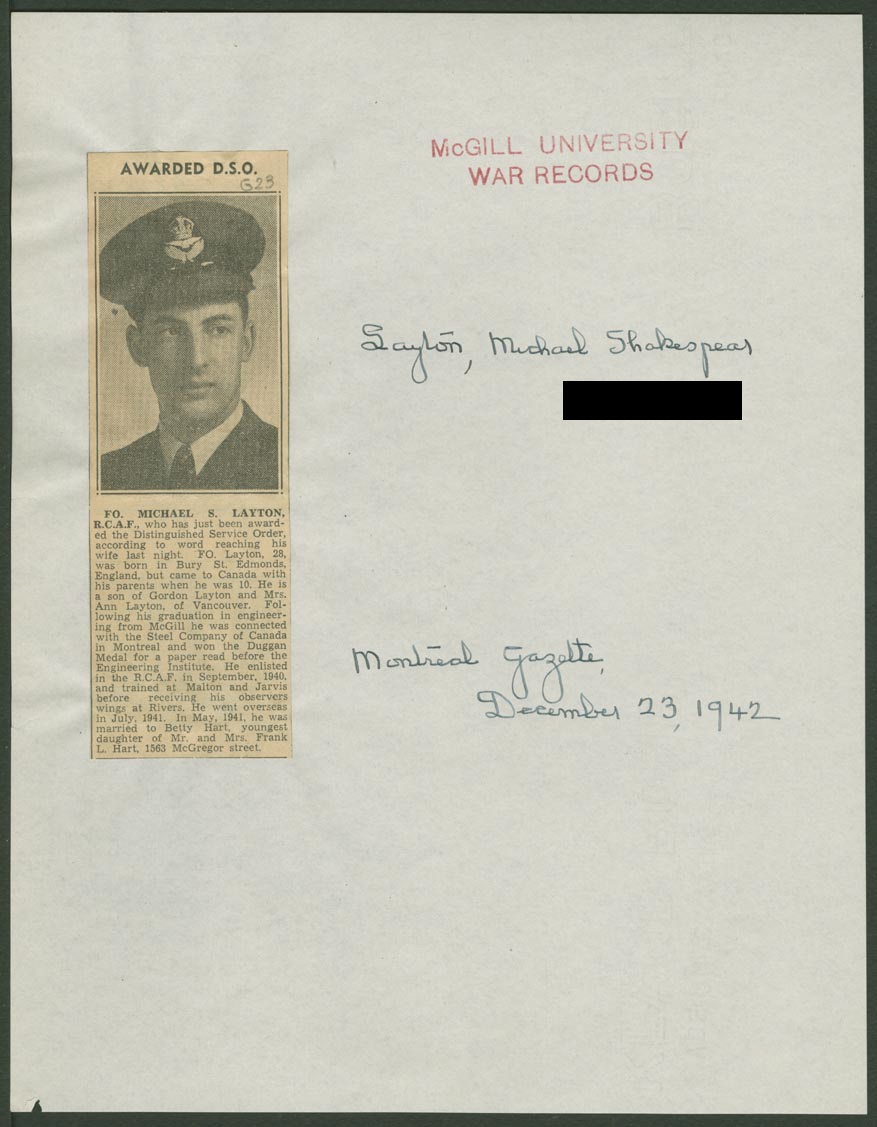 McGILL UNIVERSITY
WAR RECORDS
AWARDED D.S.O.
G23
FO. MICHAEL S. LAYTON,
R.C.A.F., who has just been award-
ed the Distinguished Service Order,
according to word reaching his
wife last night. FO. Layton, 28,
was born in Bury St. Edmonds,
England, but came to Canada with
his parents when he was 10. He is
a son of Gordon Layton and Mrs.
Ann Layton, of Vancouver. Fol-
lowing his graduation in engineer-
ing from McGill he was connected
with the Steel Company of Canada
in Montreal and won the Duggan
Medal for a paper read before the
Engineering Institute. He enlisted
in the R.C.A.F. in September, 1940,
and trained at Malton and Jarvis
before receiving his observers
wings at Rivers. He went overseas
in July, 1941. In May, 1941, he was
married to Betty Hart, youngest
daughter of Mr. and Mrs. Frank
L. Hart, 1563 McGregor street.
Layton, Michael Shakespear
Montreal Gazette,
December 23, 1942